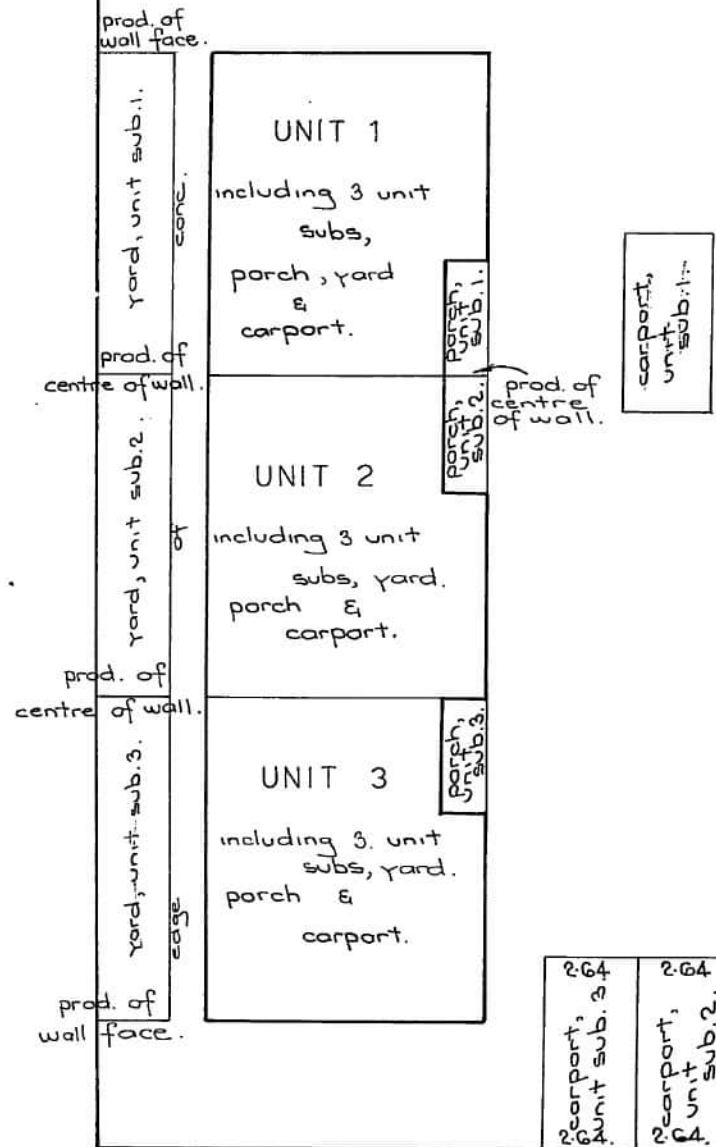 prod. of
wall face.
yard, unit sub.1.
conc.
UNIT 1
including 3 unit
subs,
porch, yard
&
carport.
porch,
unit
sub.1.
carport,
unit
sub.1.
prod. of
centre of wall.
prod. of
centre
of wall.
yard, unit sub.2.
of
UNIT 2
including 3 unit
subs, yard.
porch &
carport.
porch,
unit
sub.2.
prod. of
centre of wall.
yard, unit sub.3.
edge
UNIT 3
including 3. unit
subs, yard.
porch &
carport.
porch,
unit
sub.3.
prod. of
wall face.
2.64
carport,
unit sub. 3
2.64.
2.64
carport,
unit
sub.2.
2.64.